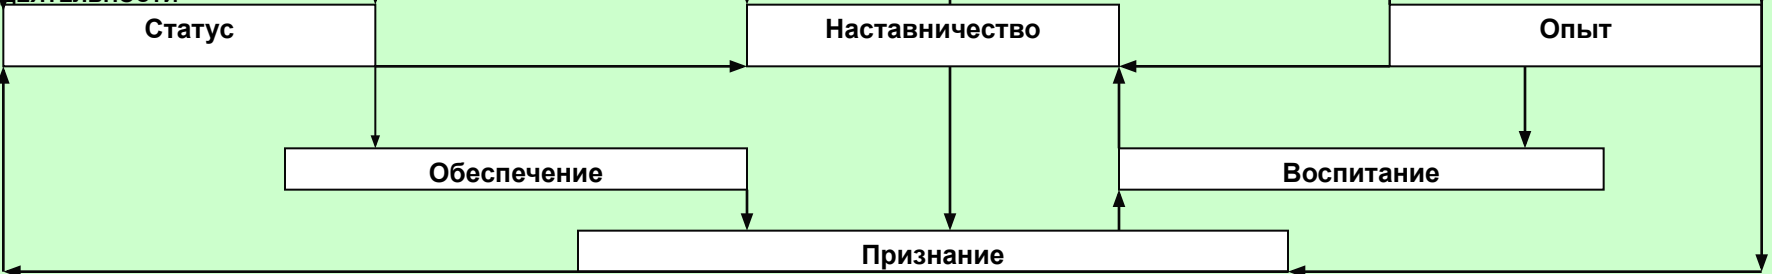 Статус
Наставничество
Опыт
Обеспечение
Воспитание
Признание